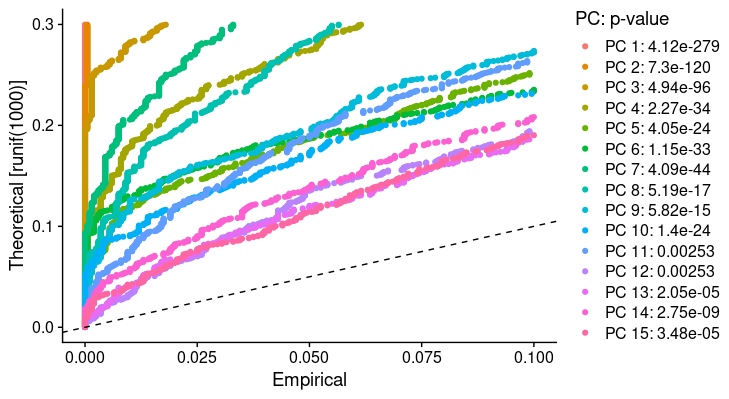 PC: p-value
PC 1: 4.12e-279
PC 2: 7.3e-120
PC 3: 4.94e-96
PC 4: 2.27e-34
PC 5: 4.05e-24
PC 6: 1.15e-33
PC 7: 4.09e-44
PC 8: 5.19e-17
PC 9: 5.82e-15
PC 10: 1.4e-24
PC 11: 0.00253
PC 12: 0.00253
PC 13: 2.05e-05
PC 14: 2.75e-09
PC 15: 3.48e-05
Theoretical [runif(1000)]
0.3
0.2
0.1
0.0
0.000 0.025 0.050 0.075 0.100
Empirical